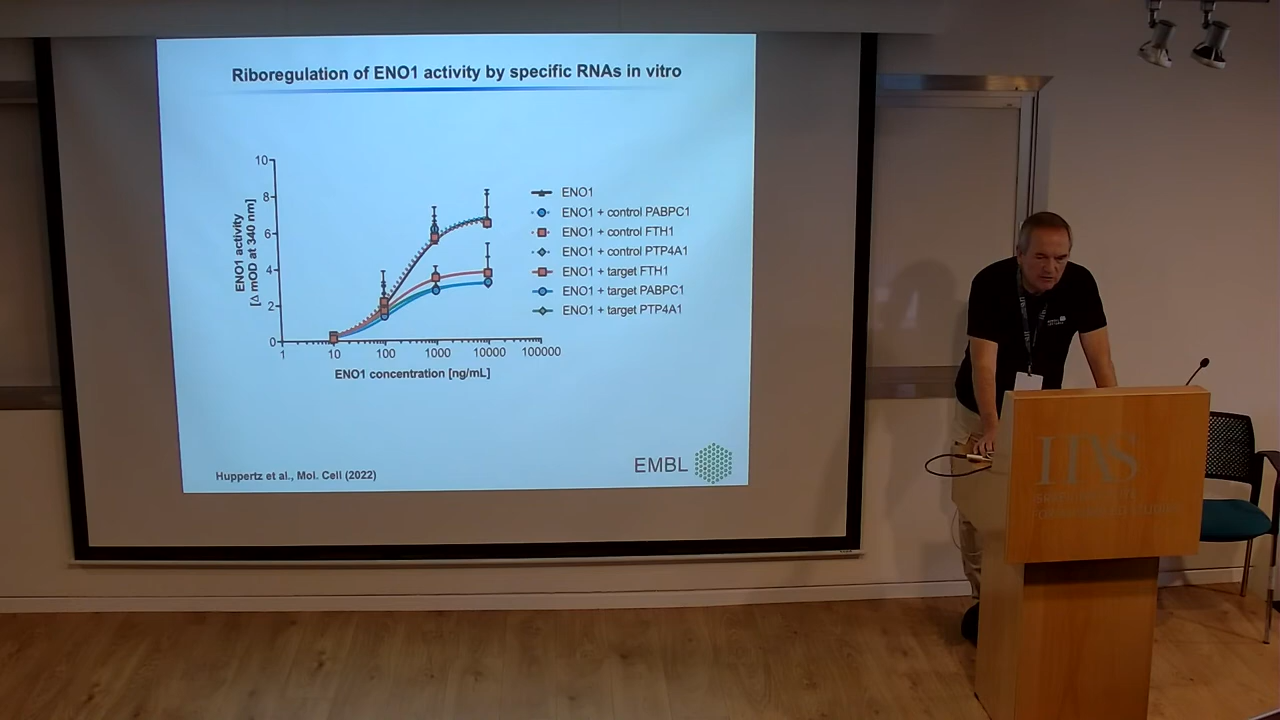 Riboregulation of ENO1 activity by specific RNAs in vitro
10
8
6
4
2
0
ENO1 activity
[Δ mOD at 340 nm]
1
10
100
1000
10000
100000
ENO1 concentration [ng/mL]
ENO1
ENO1 + control PABPC1
ENO1 + control FTH1
ENO1 + control PTP4A1
ENO1 + target FTH1
ENO1 + target PABPC1
ENO1 + target PTP4A1
Huppertz et al., Mol. Cell (2022)
EMBL
IIAS